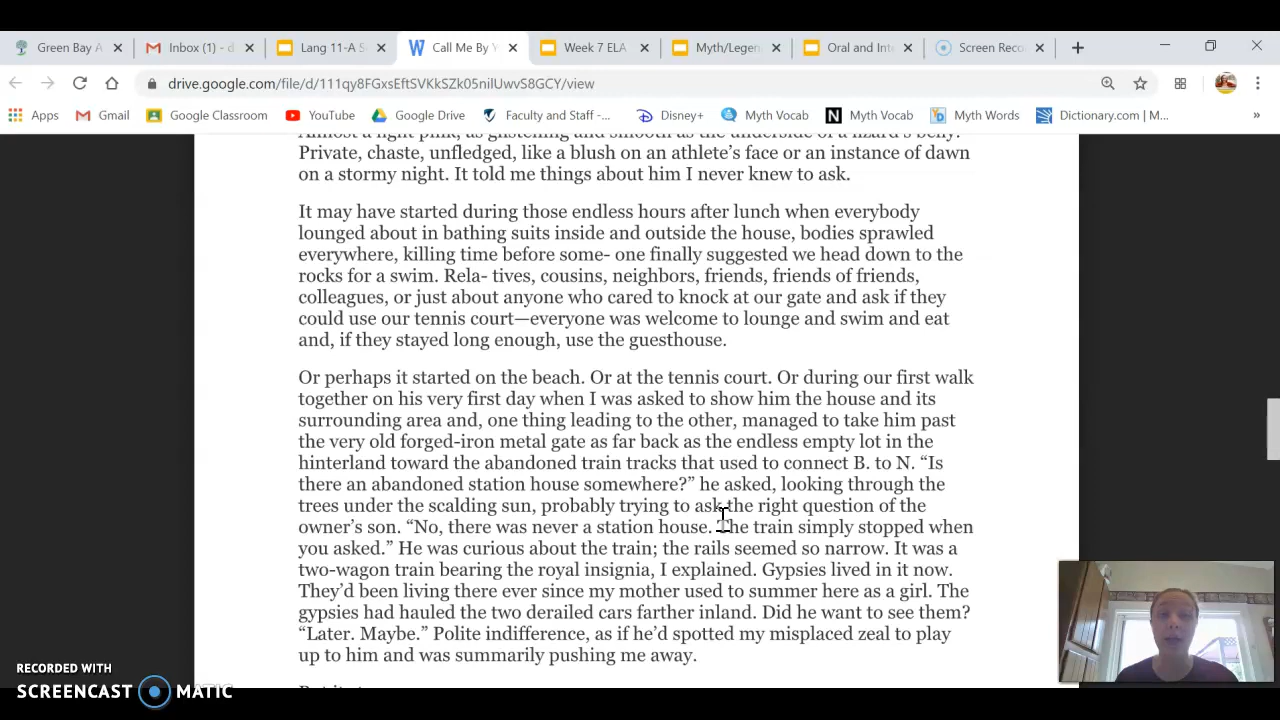 Green Bay A
Inbox (1) - d
Lang 11-A S
Call Me By Y
Week 7 ELA
Myth/Legen
Oral and Int
Screen Reco
drive.google.com/file/d/111qy8FGxsEftSVKkSZk05nilUwvS8GCY/view
Apps
Gmail
Google Classroom
YouTube
Google Drive
Faculty and Staff -...
Disney+
Myth Vocab
Myth Vocab
Myth Words
Dictionary.com | M...
»
Almost a light pink, as glistening and smooth as the underside of a lizard's belly.
Private, chaste, unfledged, like a blush on an athlete's face or an instance of dawn
on a stormy night. It told me things about him I never knew to ask.
It may have started during those endless hours after lunch when everybody
lounged about in bathing suits inside and outside the house, bodies sprawled
everywhere, killing time before some- one finally suggested we head down to the
rocks for a swim. Rela- tives, cousins, neighbors, friends, friends of friends,
colleagues, or just about anyone who cared to knock at our gate and ask if they
could use our tennis court—everyone was welcome to lounge and swim and eat
and, if they stayed long enough, use the guesthouse.
Or perhaps it started on the beach. Or at the tennis court. Or during our first walk
together on his very first day when I was asked to show him the house and its
surrounding area and, one thing leading to the other, managed to take him past
the very old forged-iron metal gate as far back as the endless empty lot in the
hinterland toward the abandoned train tracks that used to connect B. to N. “Is
there an abandoned station house somewhere?” he asked, looking through the
trees under the scalding sun, probably trying to ask the right question of the
owner's son. “No, there was never a station house. The train simply stopped when
you asked.” He was curious about the train; the rails seemed so narrow. It was a
two-wagon train bearing the royal insignia, I explained. Gypsies lived in it now.
They'd been living there ever since my mother used to summer here as a girl. The
gypsies had hauled the two derailed cars farther inland. Did he want to see them?
“Later. Maybe.” Polite indifference, as if he'd spotted my misplaced zeal to play
up to him and was summarily pushing me away.
RECORDED WITH
SCREENCAST MATIC